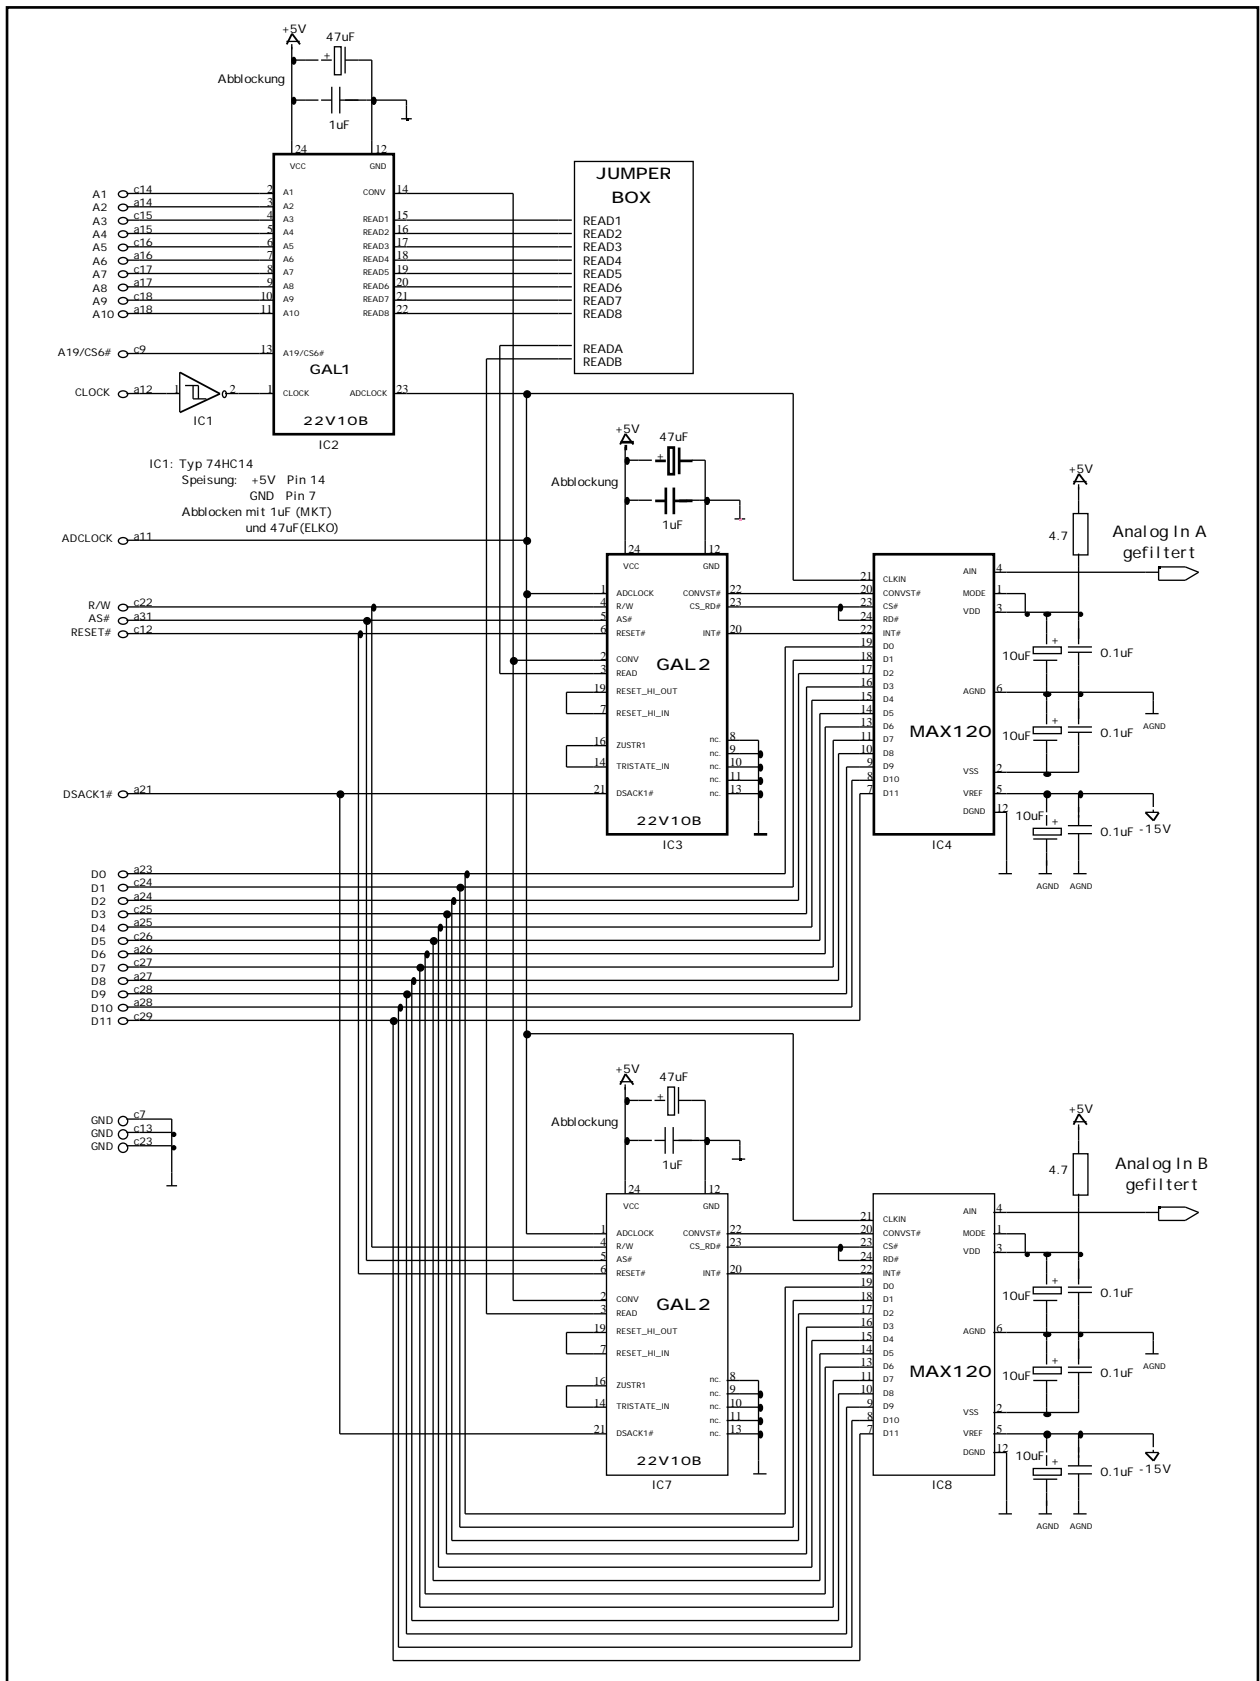 +5V
47uF
Abblockung
1uF
24 12
VCC GND
A1 c14 2 A1 CONV 14
A2 a14 3 A2
A3 c15 4 A3 READ1 15
A4 a15 5 A4 READ2 16
A5 c16 6 A5 READ3 17
A6 a16 7 A6 READ4 18
A7 c17 8 A7 READ5 19
A8 a17 9 A8 READ6 20
A9 c18 10 A9 READ7 21
A10 a18 11 A10 READ8 22
A19/CS6# c9 13 A19/CS6#
GAL1
CLOCK a12 1 2 1 CLOCK ADCLOCK 23
IC1
22V10B
IC2
JUMPER
BOX
READ1
READ2
READ3
READ4
READ5
READ6
READ7
READ8
READA
READB
IC1: Typ 74HC14
Speisung: +5V Pin 14
GND Pin 7
Abblocken mit 1uF (MKT)
und 47uF(ELKO)
ADCLOCK a11
R/W c22
AS# a31
RESET# c12
DSACK1# a21
+5V
47uF
Abblockung
1uF
24 12
VCC GND
1 ADCLOCK CONVST# 22
4 R/W CS_RD# 23
5 AS#
6 RESET# INT# 20
2 CONV
GAL2
3 READ
19 RESET_HI_OUT
7 RESET_HI_IN
nc. 8
16 ZUSTR1 nc. 9
14 TRISTATE_IN nc. 10
nc. 11
21 DSACK1# nc. 13
22V10B
IC3
+5V
4.7
Analog In A
gefiltert
21 CLKIN AIN 4
20 CONVST# MODE 1
23 CS# VDD 3
24 RD#
22 INT#
19 D0
18 D1
17 D2
16 D3 AGND 6
15 D4
14 D5
13 D6
11 D7
MAX120
10 D8
9 D9 VSS 2
8 D10
7 D11 VREF 5
DGND 12
IC4
10uF + 0.1uF
AGND
10uF + 0.1uF
10uF + 0.1uF -15V
AGND AGND
D0 a23
D1 c24
D2 a24
D3 c25
D4 a25
D5 c26
D6 a26
D7 c27
D8 a27
D9 c28
D10 a28
D11 c29
GND c7
GND c13
GND c23
+5V
47uF
Abblockung
1uF
24 12
VCC GND
1 ADCLOCK CONVST# 22
4 R/W CS_RD# 23
5 AS#
6 RESET# INT# 20
2 CONV
GAL2
3 READ
19 RESET_HI_OUT
7 RESET_HI_IN
nc. 8
16 ZUSTR1 nc. 9
14 TRISTATE_IN nc. 10
nc. 11
21 DSACK1# nc. 13
22V10B
IC7
+5V
4.7
Analog In B
gefiltert
21 CLKIN AIN 4
20 CONVST# MODE 1
23 CS# VDD 3
24 RD#
22 INT#
19 D0
18 D1
17 D2
16 D3 AGND 6
15 D4
14 D5
13 D6
11 D7
MAX120
10 D8
9 D9 VSS 2
8 D10
7 D11 VREF 5
DGND 12
IC8
10uF + 0.1uF
AGND
10uF + 0.1uF
10uF + 0.1uF -15V
AGND AGND